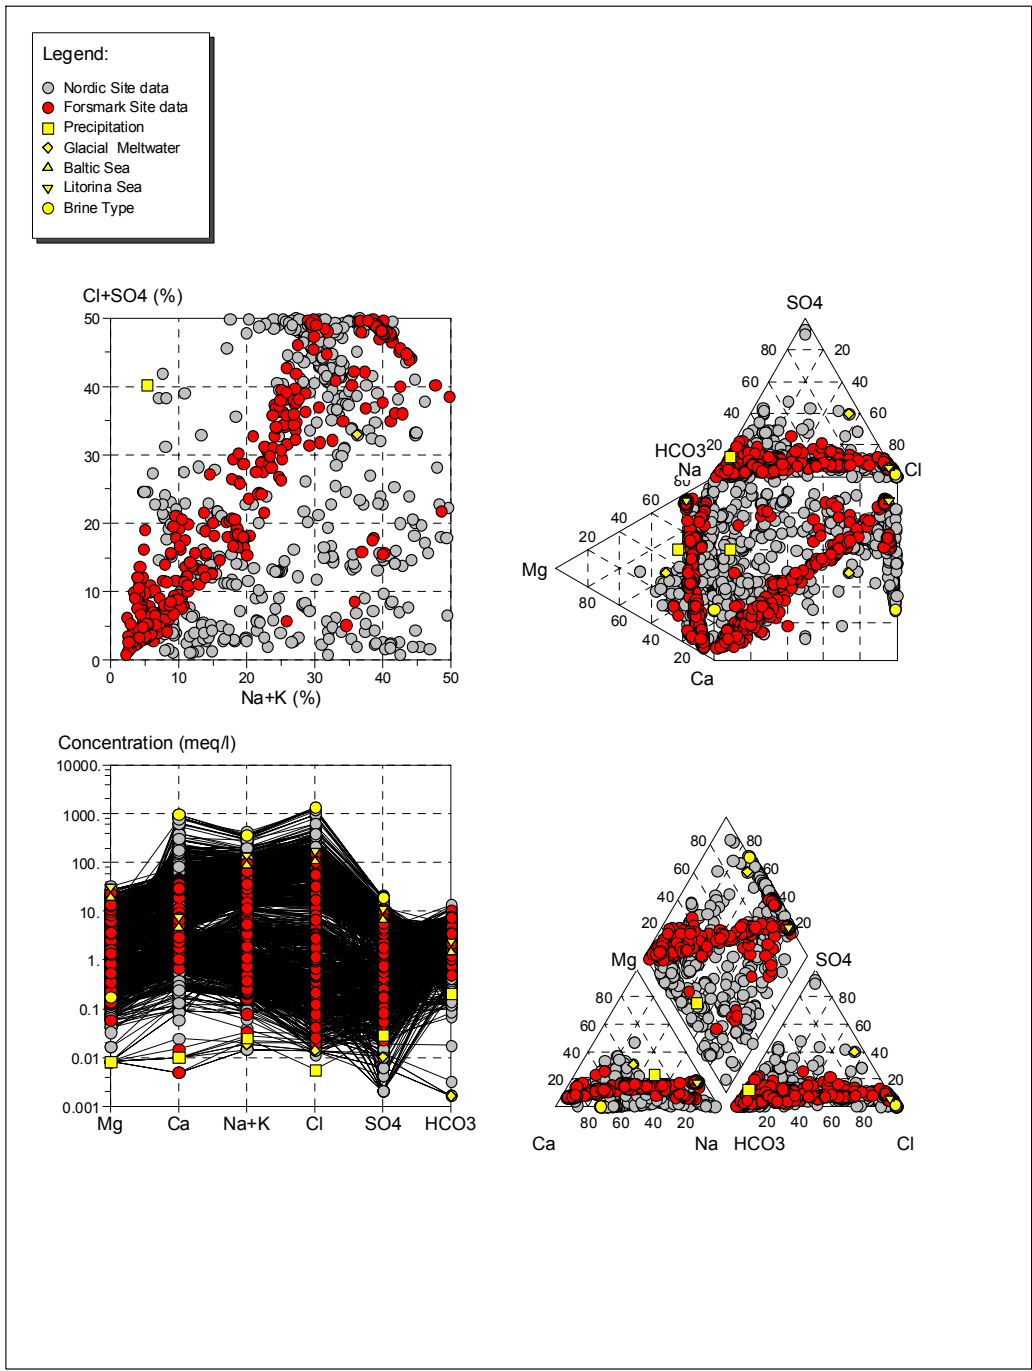 Legend:
Nordic Site data
Forsmark Site data
Precipitation
Glacial Meltwater
Baltic Sea
Litorina Sea
Brine Type
Cl+SO4 (%)
50
40
30
20
10
0
0 10 20 30 40 50
Na+K (%)
SO4
80 20
60 40
40 60
20 80
HCO3 Cl
Na
80
60
40
20
Mg
80
60
40
20
Ca
Concentration (meq/l)
10000.
1000.
100.
10.
1.
0.1
0.01
0.001
Mg Ca Na+K Cl SO4 HCO3
80 80
60 60
40 40
20 20
Mg SO4
80 80
60 60
40 40
20 20
80 60 40 20 20 40 60 80
Ca Na HCO3 Cl